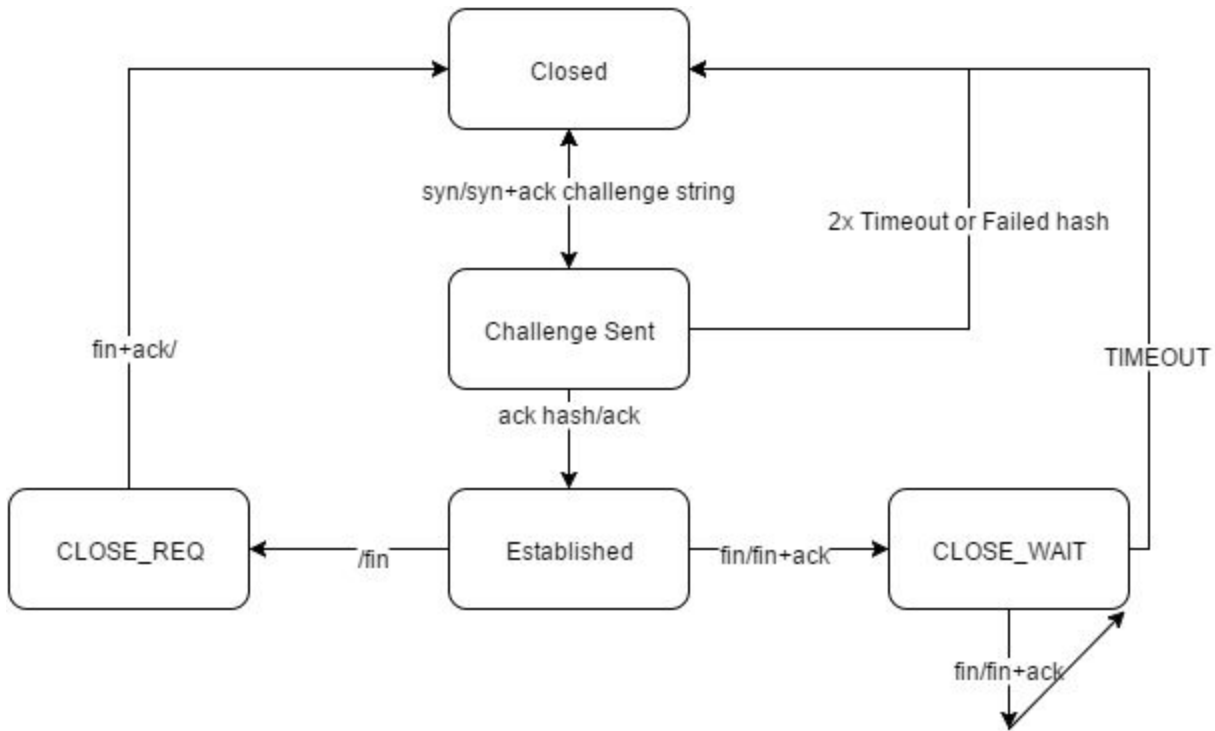 Closed
syn/syn+ack challenge string
2x Timeout or Failed hash
Challenge Sent
fin+ack/
TIMEOUT
ack hash/ack
CLOSE_REQ
/fin
Established
fin/fin+ack
CLOSE_WAIT
fin/fin+ack